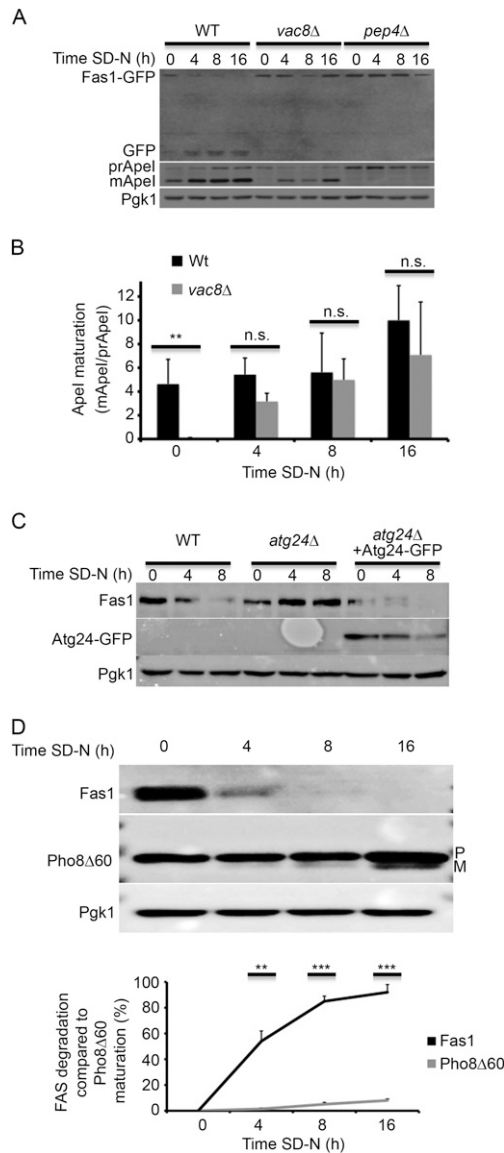 A
WT vac8Δ pep4Δ
Time SD-N (h) 0 4 8 16 0 4 8 16 0 4 8 16
Fas1-GFP
GFP
prApeI
mApeI
Pgk1
B
Wt
vac8Δ
ApeI maturation
(mApeI/prApeI)
12
10
8
6
4
2
0
** n.s. n.s. n.s.
0 4 8 16
Time SD-N (h)
C
WT atg24Δ atg24Δ
+Atg24-GFP
Time SD-N (h) 0 4 8 0 4 8 0 4 8
Fas1
Atg24-GFP
Pgk1
D
Time SD-N (h) 0 4 8 16
Fas1
Pho8Δ60 P
M
Pgk1
FAS degradation
compared to
Pho8Δ60
maturation (%)
100
80
60
40
20
0
** *** ***
Fas1
Pho8Δ60
0 4 8 16
Time SD-N (h)